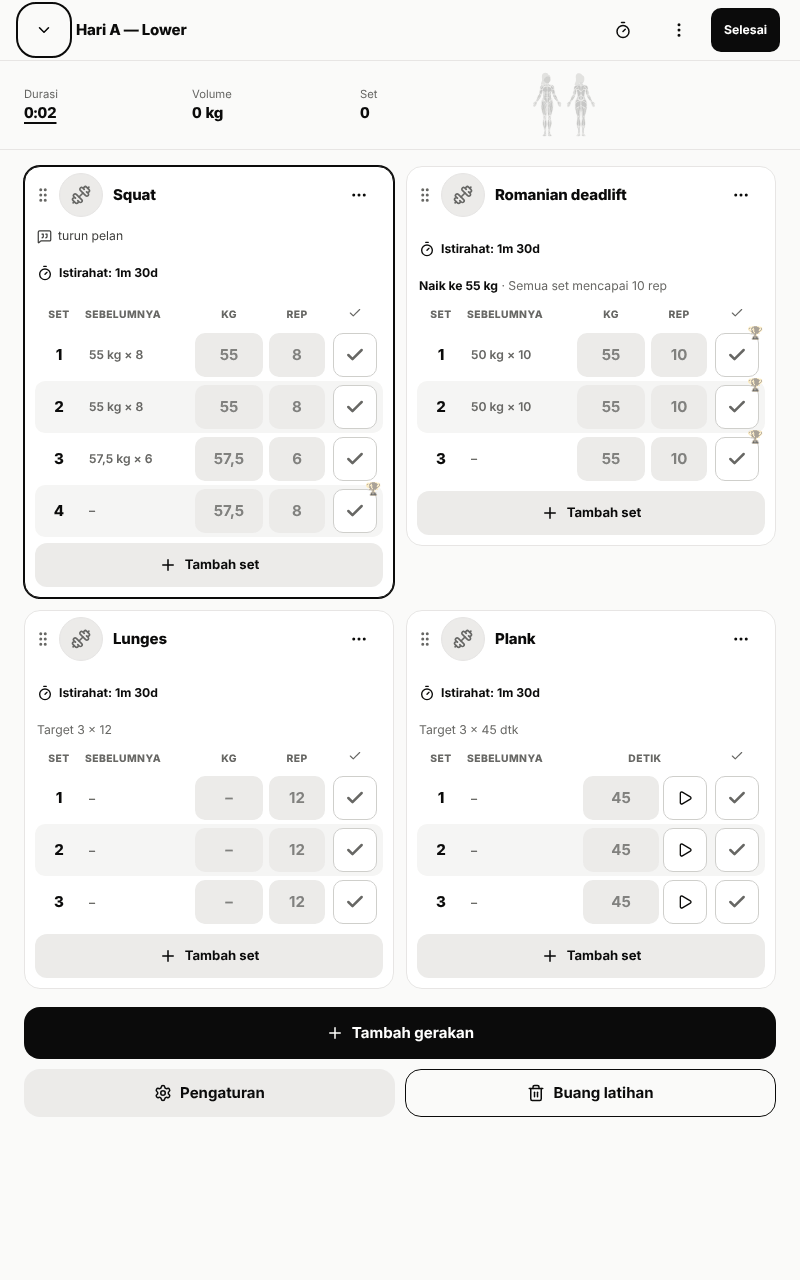 Hari A — Lower
Selesai
Durasi
0:02
Volume
0 kg
Set
0
Squat
turun pelan
Istirahat: 1m 30d
SET SEBELUMNYA KG REP
1 55 kg × 8 55 8
2 55 kg × 8 55 8
3 57,5 kg × 6 57,5 6
4 – 57,5 8
Tambah set
Romanian deadlift
Istirahat: 1m 30d
Naik ke 55 kg · Semua set mencapai 10 rep
SET SEBELUMNYA KG REP
1 50 kg × 10 55 10
2 50 kg × 10 55 10
3 – 55 10
Tambah set
Lunges
Istirahat: 1m 30d
Target 3 × 12
SET SEBELUMNYA KG REP
1 – – 12
2 – – 12
3 – – 12
Tambah set
Plank
Istirahat: 1m 30d
Target 3 × 45 dtk
SET SEBELUMNYA DETIK
1 – 45
2 – 45
3 – 45
Tambah set
Tambah gerakan
Pengaturan
Buang latihan